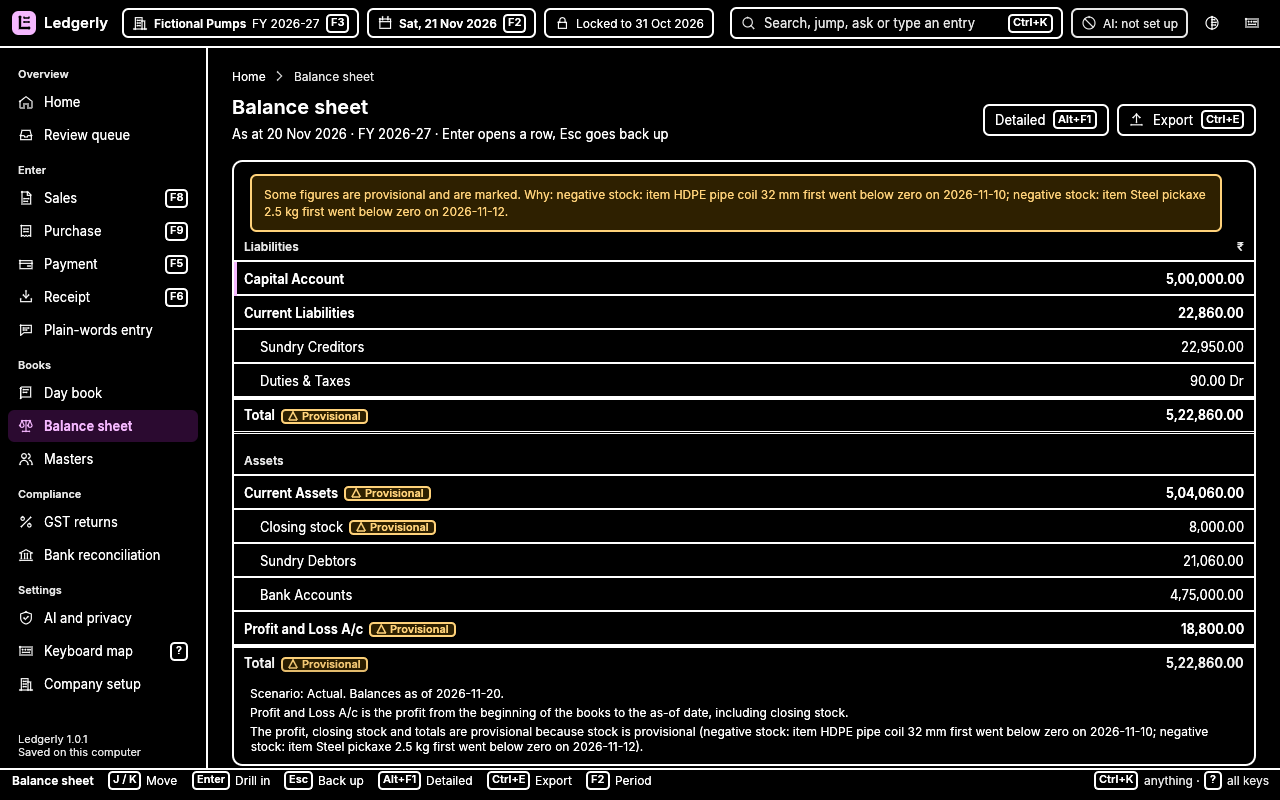 Ledgerly
Fictional Pumps FY 2026-27 F3
Sat, 21 Nov 2026 F2
Locked to 31 Oct 2026
Search, jump, ask or type an entry Ctrl+K
AI: not set up
Overview
Home
Review queue
Enter
Sales F8
Purchase F9
Payment F5
Receipt F6
Plain-words entry
Books
Day book
Balance sheet
Masters
Compliance
GST returns
Bank reconciliation
Settings
AI and privacy
Keyboard map ?
Company setup
Ledgerly 1.0.1
Saved on this computer
Home > Balance sheet
Balance sheet
As at 20 Nov 2026 · FY 2026-27 · Enter opens a row, Esc goes back up
Detailed Alt+F1
Export Ctrl+E
Some figures are provisional and are marked. Why: negative stock: item HDPE pipe coil 32 mm first went below zero on 2026-11-10; negative stock: item Steel pickaxe
2.5 kg first went below zero on 2026-11-12.
Liabilities ₹
Capital Account 5,00,000.00
Current Liabilities 22,860.00
Sundry Creditors 22,950.00
Duties & Taxes 90.00 Dr
Total Provisional 5,22,860.00
Assets
Current Assets Provisional 5,04,060.00
Closing stock Provisional 8,000.00
Sundry Debtors 21,060.00
Bank Accounts 4,75,000.00
Profit and Loss A/c Provisional 18,800.00
Total Provisional 5,22,860.00
Scenario: Actual. Balances as of 2026-11-20.
Profit and Loss A/c is the profit from the beginning of the books to the as-of date, including closing stock.
The profit, closing stock and totals are provisional because stock is provisional (negative stock: item HDPE pipe coil 32 mm first went below zero on 2026-11-10; negative
stock: item Steel pickaxe 2.5 kg first went below zero on 2026-11-12).
Balance sheet J / K Move Enter Drill in Esc Back up Alt+F1 Detailed Ctrl+E Export F2 Period Ctrl+K anything · ? all keys